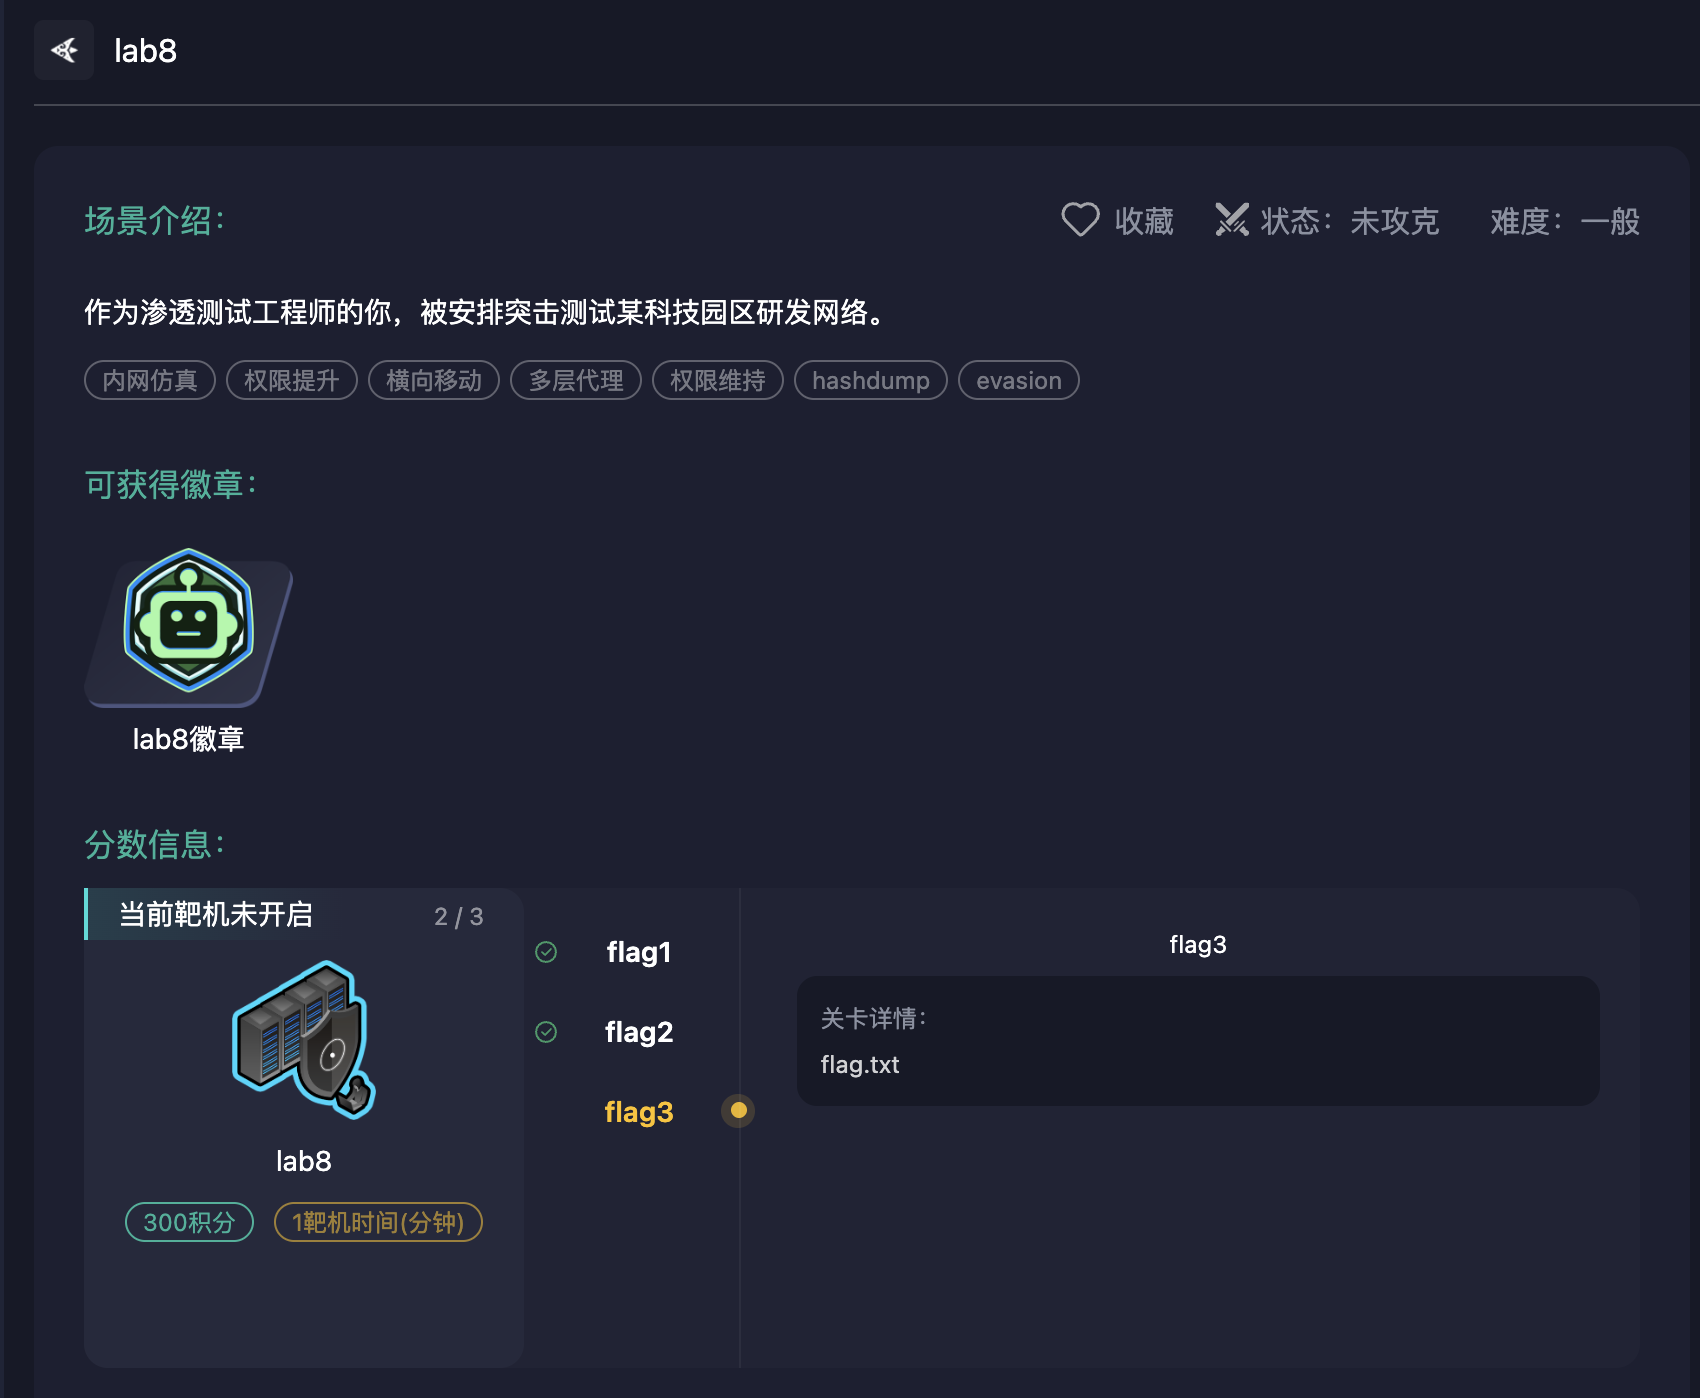 lab8
场景介绍：
收藏 状态：未攻克 难度：一般
作为渗透测试工程师的你，被安排突击测试某科技园区研发网络。
内网仿真 权限提升 横向移动 多层代理 权限维持 hashdump evasion
可获得徽章：
lab8徽章
分数信息：
当前靶机未开启 2 / 3
lab8
300积分 1靶机时间(分钟)
flag1
flag2
flag3
flag3
关卡详情：
flag.txt